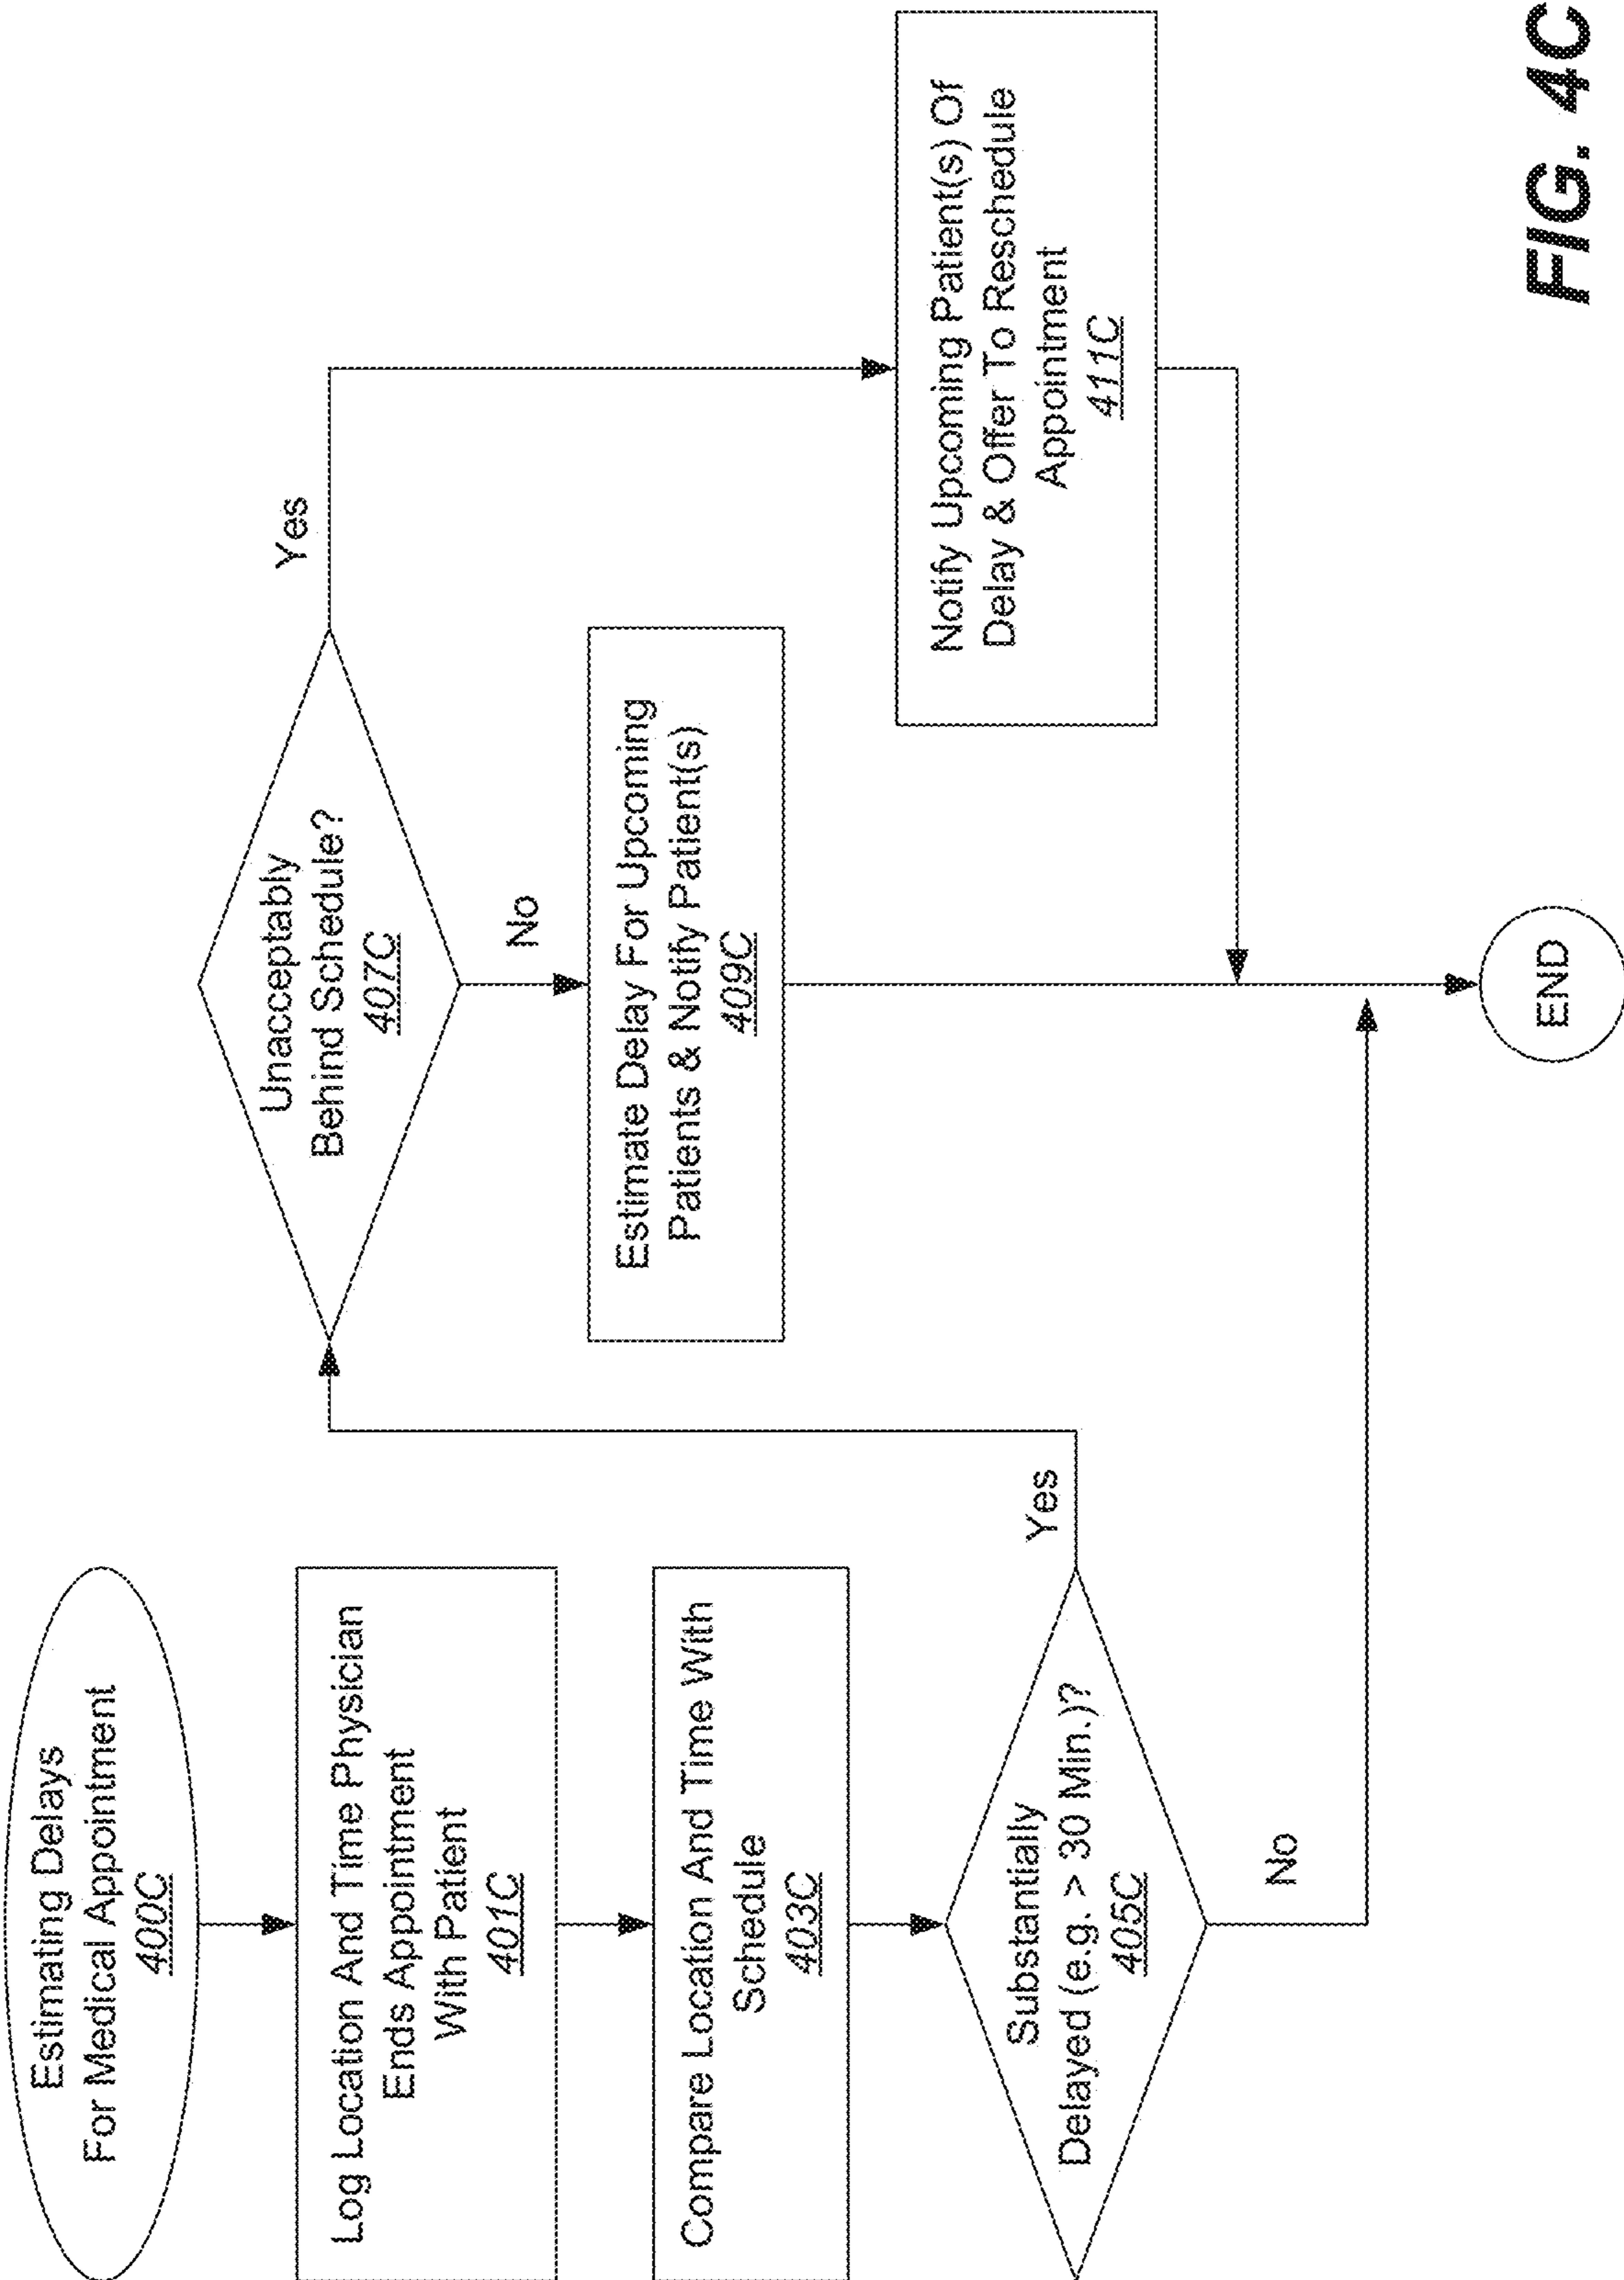 Estimating Delays
For Medical Appointment
400C
Log Location And Time Physician
Ends Appointment
With Patient
401C
Compare Location And Time With
Schedule
403C
Substantially
Delayed (e.g. > 30 Min.)?
405C
Yes
No
Unacceptably
Behind Schedule?
407C
Yes
No
Estimate Delay For Upcoming
Patients & Notify Patient(s)
409C
Notify Upcoming Patient(s) Of
Delay & Offer To Reschedule
Appointment
411C
END
FIG. 4C